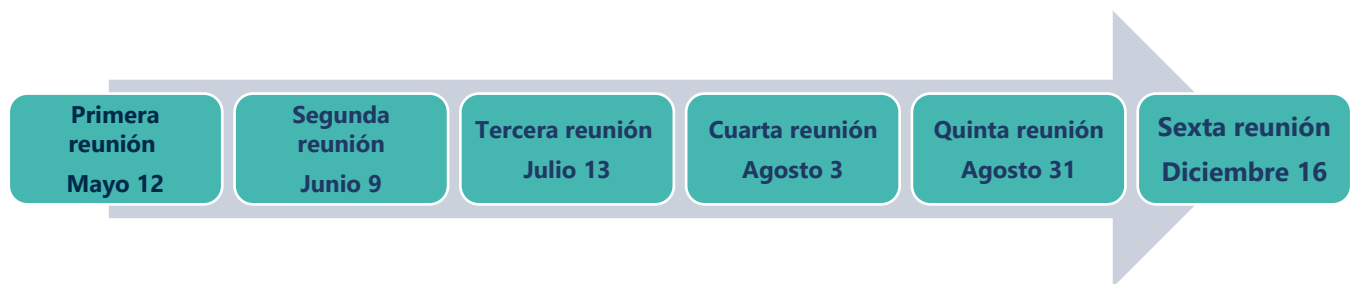 Primera
reunión
Mayo 12
Segunda
reunión
Junio 9
Tercera reunión
Julio 13
Cuarta reunión
Agosto 3
Quinta reunión
Agosto 31
Sexta reunión
Diciembre 16